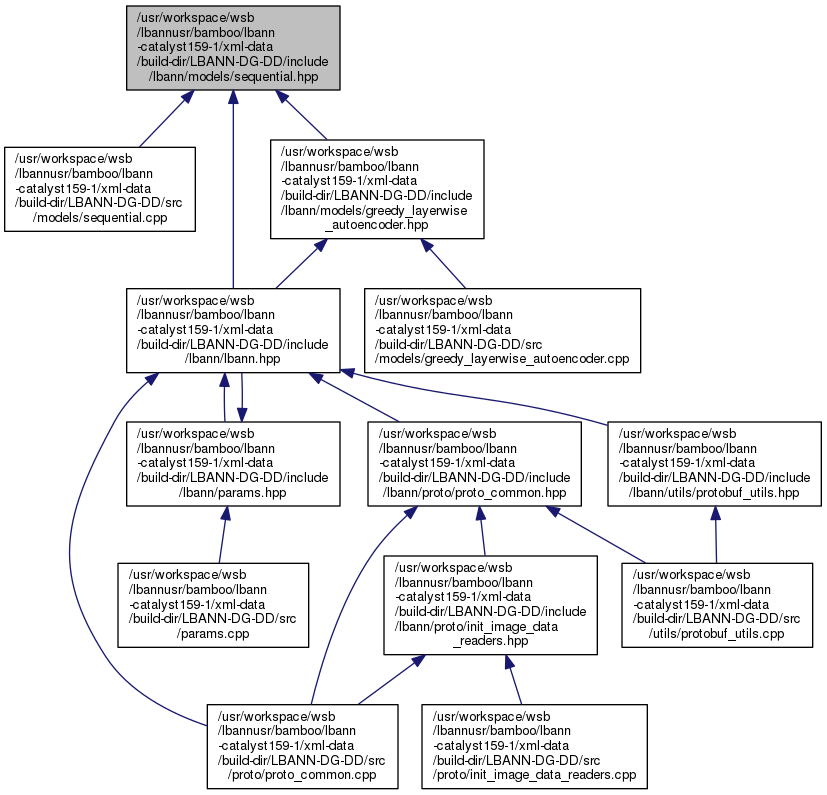 /usr/workspace/wsb
/lbannusr/bamboo/lbann
-catalyst159-1/xml-data
/build-dir/LBANN-DG-DD/include
/lbann/models/sequential.hpp
/usr/workspace/wsb
/lbannusr/bamboo/lbann
-catalyst159-1/xml-data
/build-dir/LBANN-DG-DD/src
/models/sequential.cpp
/usr/workspace/wsb
/lbannusr/bamboo/lbann
-catalyst159-1/xml-data
/build-dir/LBANN-DG-DD/include
/lbann/models/greedy_layerwise
_autoencoder.hpp
/usr/workspace/wsb
/lbannusr/bamboo/lbann
-catalyst159-1/xml-data
/build-dir/LBANN-DG-DD/include
/lbann/lbann.hpp
/usr/workspace/wsb
/lbannusr/bamboo/lbann
-catalyst159-1/xml-data
/build-dir/LBANN-DG-DD/src
/models/greedy_layerwise_autoencoder.cpp
/usr/workspace/wsb
/lbannusr/bamboo/lbann
-catalyst159-1/xml-data
/build-dir/LBANN-DG-DD/include
/lbann/params.hpp
/usr/workspace/wsb
/lbannusr/bamboo/lbann
-catalyst159-1/xml-data
/build-dir/LBANN-DG-DD/include
/lbann/proto/proto_common.hpp
/usr/workspace/wsb
/lbannusr/bamboo/lbann
-catalyst159-1/xml-data
/build-dir/LBANN-DG-DD/include
/lbann/utils/protobuf_utils.hpp
/usr/workspace/wsb
/lbannusr/bamboo/lbann
-catalyst159-1/xml-data
/build-dir/LBANN-DG-DD/src
/params.cpp
/usr/workspace/wsb
/lbannusr/bamboo/lbann
-catalyst159-1/xml-data
/build-dir/LBANN-DG-DD/include
/lbann/proto/init_image_data
_readers.hpp
/usr/workspace/wsb
/lbannusr/bamboo/lbann
-catalyst159-1/xml-data
/build-dir/LBANN-DG-DD/src
/utils/protobuf_utils.cpp
/usr/workspace/wsb
/lbannusr/bamboo/lbann
-catalyst159-1/xml-data
/build-dir/LBANN-DG-DD/src
/proto/proto_common.cpp
/usr/workspace/wsb
/lbannusr/bamboo/lbann
-catalyst159-1/xml-data
/build-dir/LBANN-DG-DD/src
/proto/init_image_data_readers.cpp